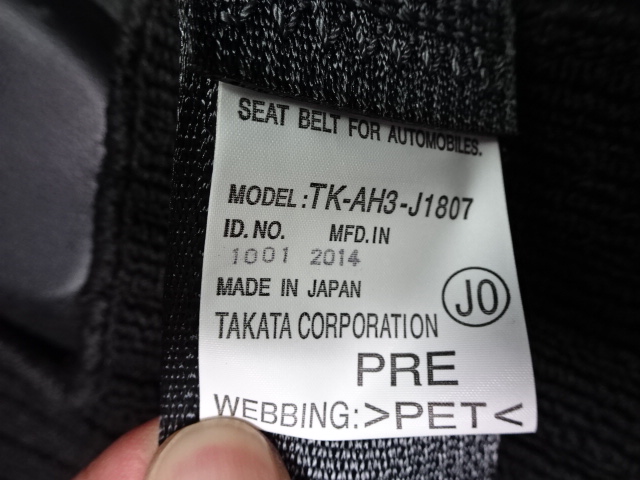 SEAT BELT FOR AUTOMOBILES.
MODEL: TK-AH3-J1807
ID.NO. MFD.IN
1001 2014
MADE IN JAPAN
JO
TAKATA CORPORATION
PRE
WEBBING: >PET<